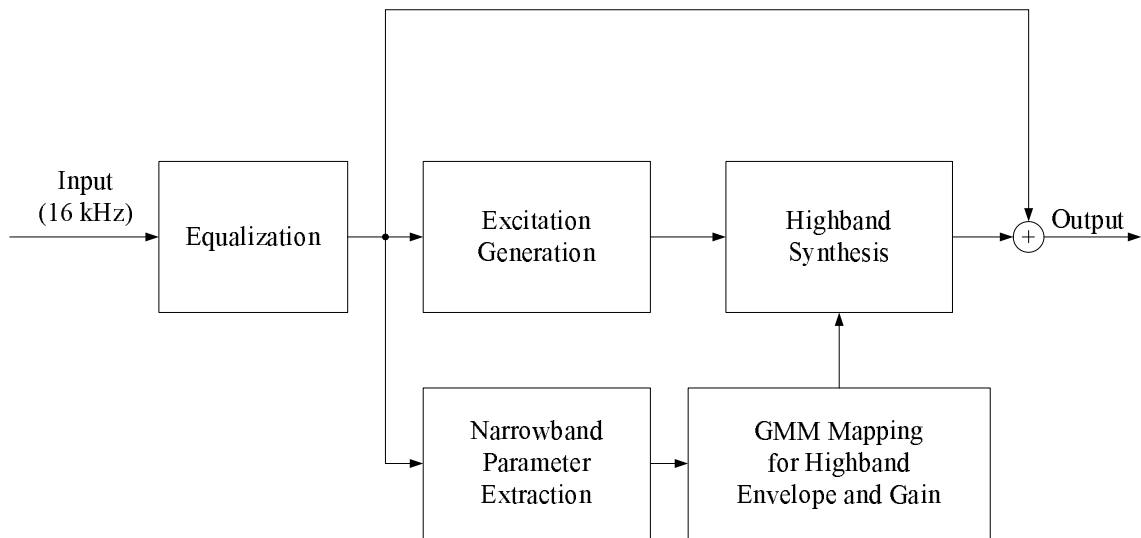 Input
(16 kHz)
Equalization
Excitation
Generation
Highband
Synthesis
+
Output
Narrowband
Parameter
Extraction
GMM Mapping
for Highband
Envelope and Gain